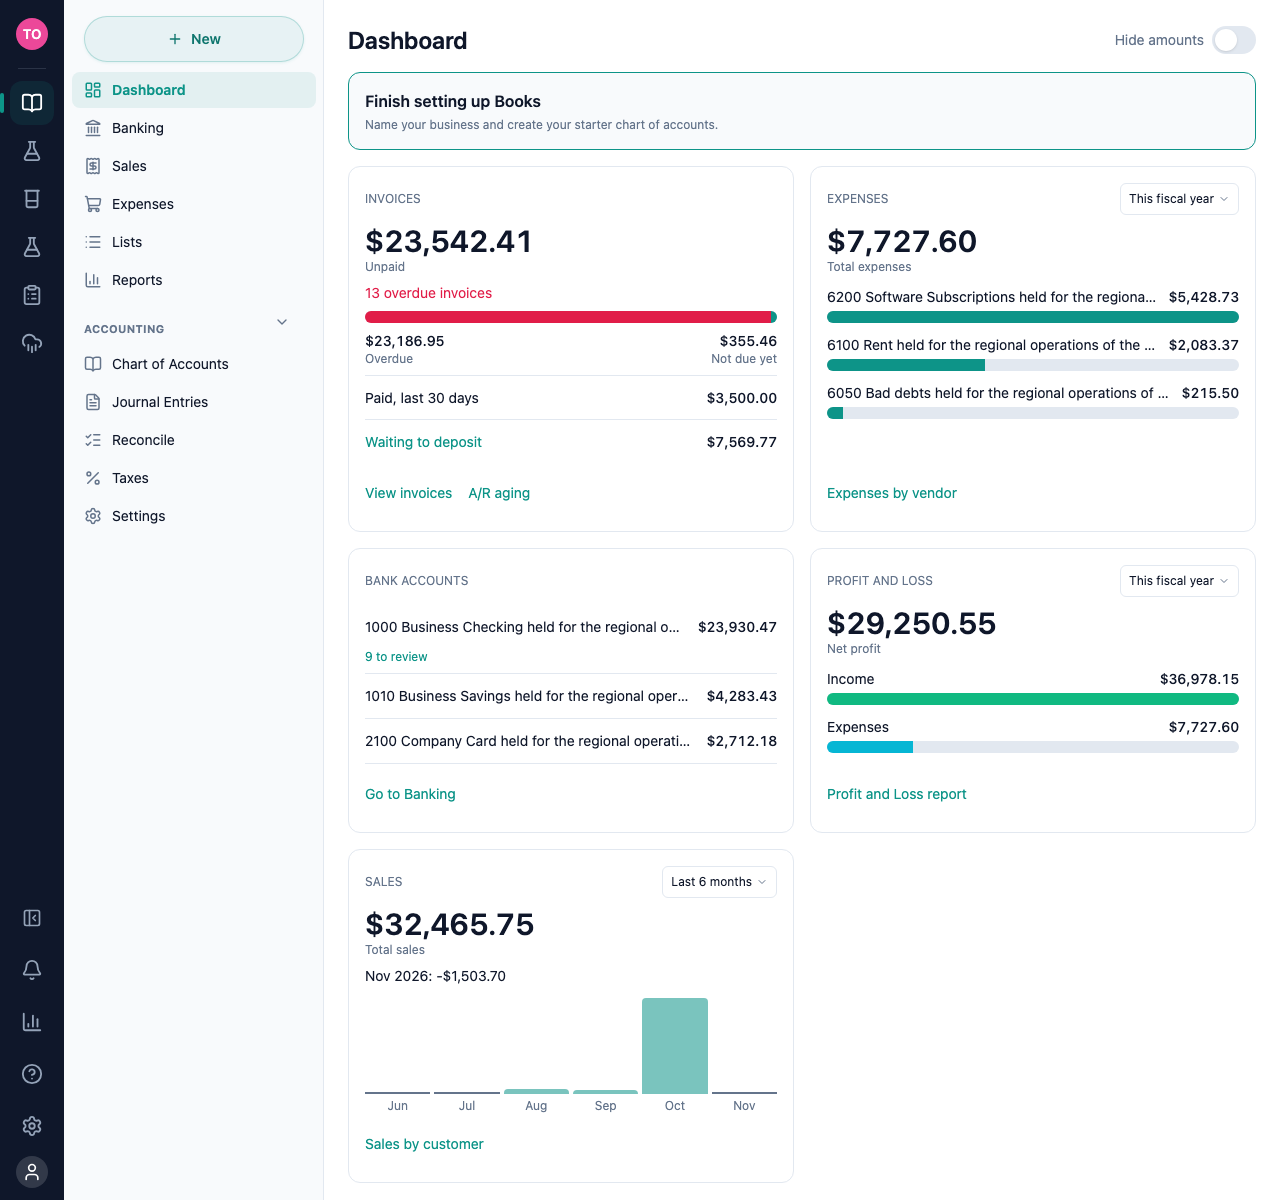 TO
New
Dashboard
Banking
Sales
Expenses
Lists
Reports
ACCOUNTING
Chart of Accounts
Journal Entries
Reconcile
Taxes
Settings
Dashboard
Hide amounts
Finish setting up Books
Name your business and create your starter chart of accounts.
INVOICES
$23,542.41
Unpaid
13 overdue invoices
$23,186.95 $355.46
Overdue Not due yet
Paid, last 30 days $3,500.00
Waiting to deposit $7,569.77
View invoices A/R aging
EXPENSES This fiscal year
$7,727.60
Total expenses
6200 Software Subscriptions held for the regiona... $5,428.73
6100 Rent held for the regional operations of the ... $2,083.37
6050 Bad debts held for the regional operations of ... $215.50
Expenses by vendor
BANK ACCOUNTS
1000 Business Checking held for the regional o... $23,930.47
9 to review
1010 Business Savings held for the regional oper... $4,283.43
2100 Company Card held for the regional operati... $2,712.18
Go to Banking
PROFIT AND LOSS This fiscal year
$29,250.55
Net profit
Income $36,978.15
Expenses $7,727.60
Profit and Loss report
SALES Last 6 months
$32,465.75
Total sales
Nov 2026: -$1,503.70
Jun Jul Aug Sep Oct Nov
Sales by customer